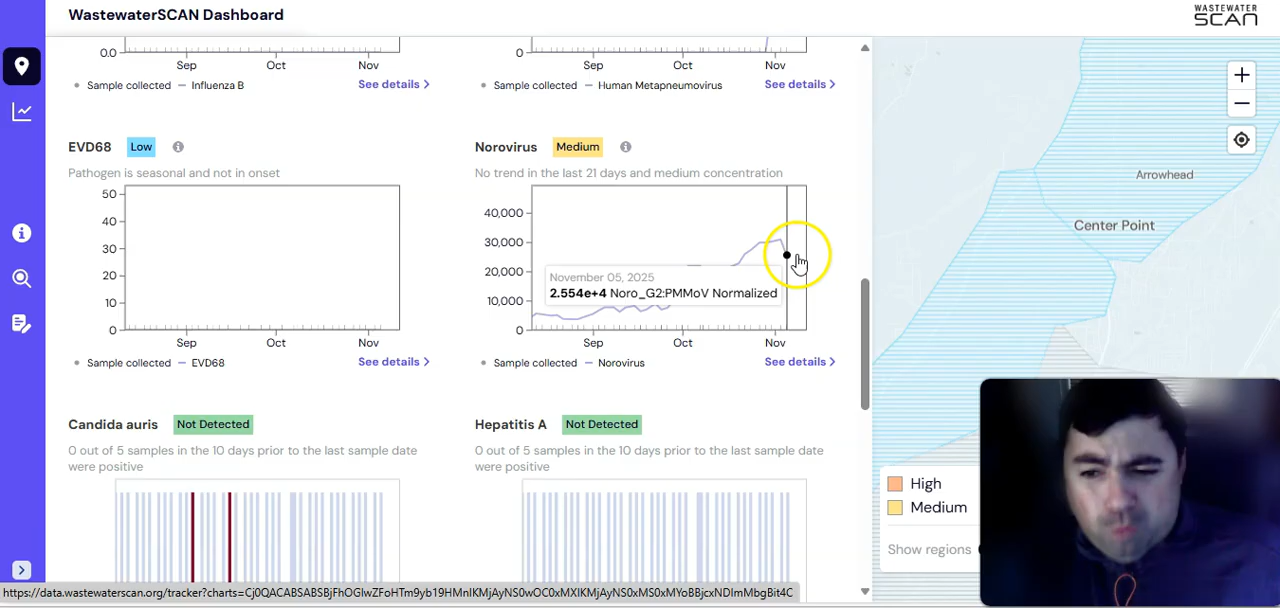 WastewaterSCAN Dashboard
WASTEWATER
SCAN
0.0
Sep Oct Nov
Sample collected Influenza B See details
0
Sep Oct Nov
Sample collected Human Metapneumovirus See details
EVD68 Low
Pathogen is seasonal and not in onset
50
40
30
20
10
0
Sep Oct Nov
Sample collected EVD68 See details
Norovirus Medium
No trend in the last 21 days and medium concentration
40,000
30,000
20,000
10,000
0
November 05, 2025
2.554e+4 Noro_G2:PMMoV Normalized
Sep Oct Nov
Sample collected Norovirus See details
Candida auris Not Detected
0 out of 5 samples in the 10 days prior to the last sample date
were positive
Hepatitis A Not Detected
0 out of 5 samples in the 10 days prior to the last sample date
were positive
Arrowhead
Center Point
High
Medium
Show regions